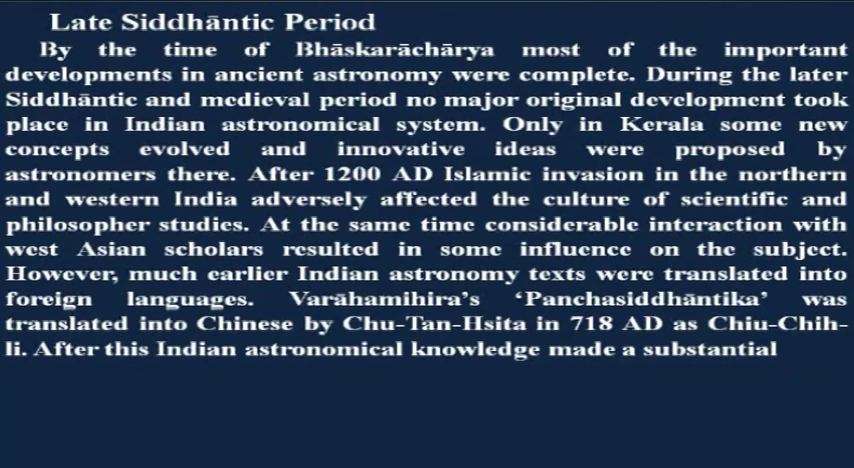 Late Siddhāntic Period
By the time of Bhāskarāchārya most of the important
developments in ancient astronomy were complete. During the later
Siddhāntic and medieval period no major original development took
place in Indian astronomical system. Only in Kerala some new
concepts evolved and innovative ideas were proposed by
astronomers there. After 1200 AD Islamic invasion in the northern
and western India adversely affected the culture of scientific and
philosopher studies. At the same time considerable interaction with
west Asian scholars resulted in some influence on the subject.
However, much earlier Indian astronomy texts were translated into
foreign languages. Varāhamihira's 'Panchasiddhāntika' was
translated into Chinese by Chu-Tan-Hsita in 718 AD as Chiu-Chih-
li. After this Indian astronomical knowledge made a substantial